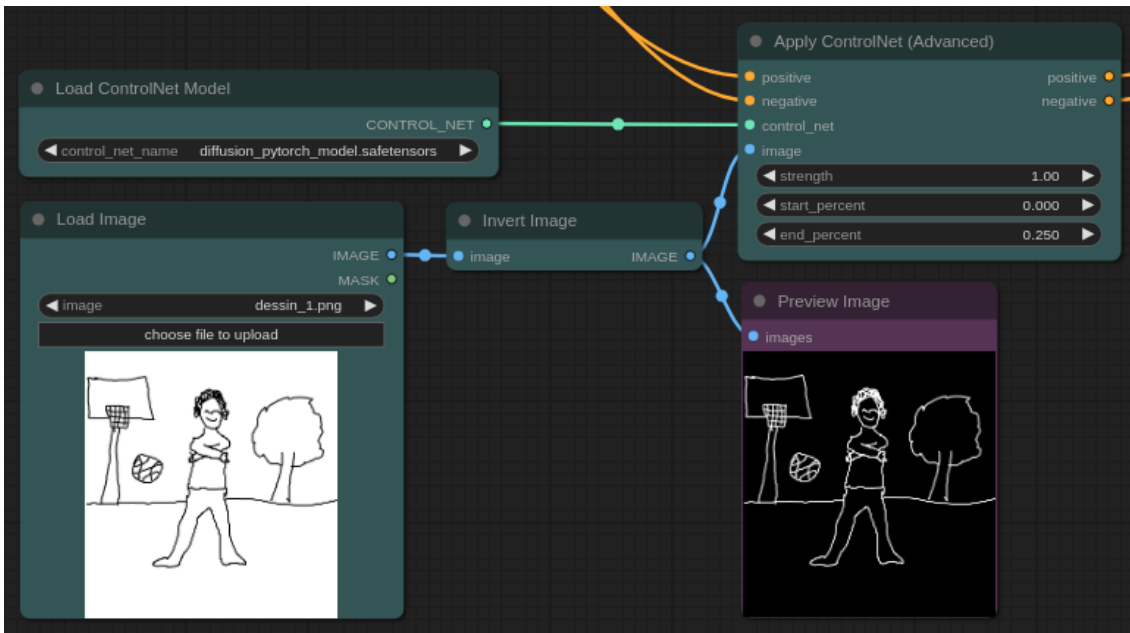 Load ControlNet Model
CONTROL_NET
control_net_name diffusion_pytorch_model.safetensors
Load Image
IMAGE
MASK
image dessin_1.png
choose file to upload
Invert Image
image IMAGE
Apply ControlNet (Advanced)
positive positive
negative negative
control_net
image
strength 1.00
start_percent 0.000
end_percent 0.250
Preview Image
images